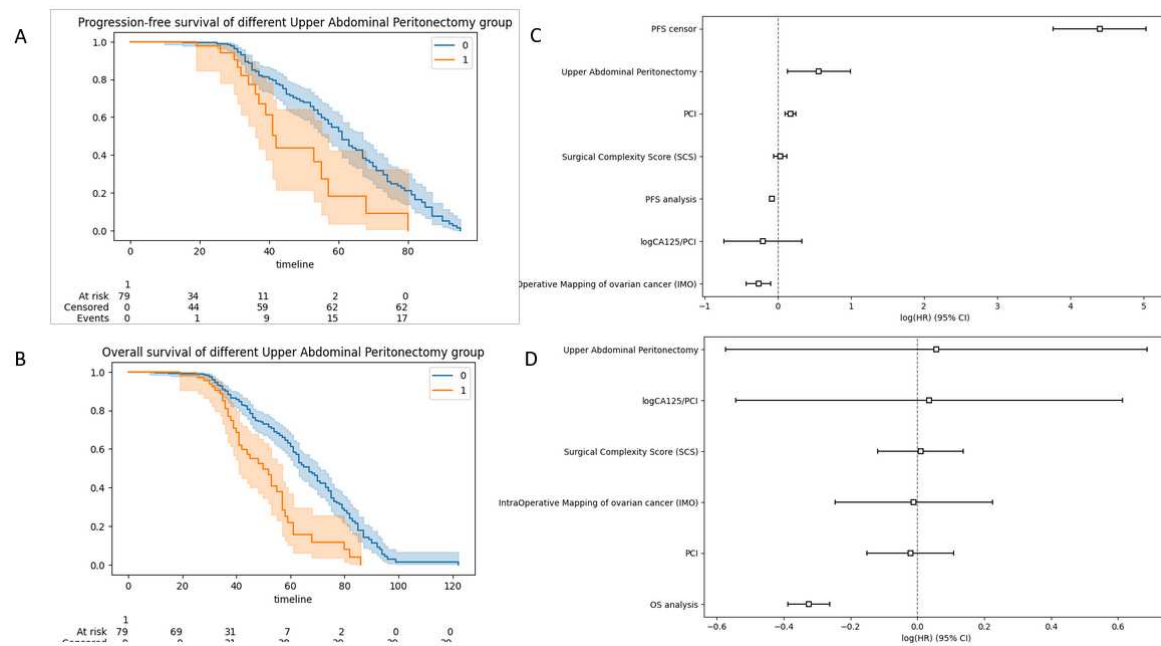 A
Progression-free survival of different Upper Abdominal Peritonectomy group
1.0
0.8
0.6
0.4
0.2
0.0
0
1
0 20 40 60 80 100
timeline
1
At risk 79 34 11 2 0
Censored 0 44 59 62 62
Events 0 1 9 15 17
B
Overall survival of different Upper Abdominal Peritonectomy group
1.0
0.8
0.6
0.4
0.2
0.0
0
1
0 20 40 60 80 100 120
timeline
1
At risk 79 69 31 7 2 0 0
C
PFS censor
Upper Abdominal Peritonectomy
PCI
Surgical Complexity Score (SCS)
PFS analysis
logCA125/PCI
Operative Mapping of ovarian cancer (IMO)
−1 0 1 2 3 4 5
log(HR) (95% CI)
D
Upper Abdominal Peritonectomy
logCA125/PCI
Surgical Complexity Score (SCS)
IntraOperative Mapping of ovarian cancer (IMO)
PCI
OS analysis
−0.6 −0.4 −0.2 0.0 0.2 0.4 0.6
log(HR) (95% CI)